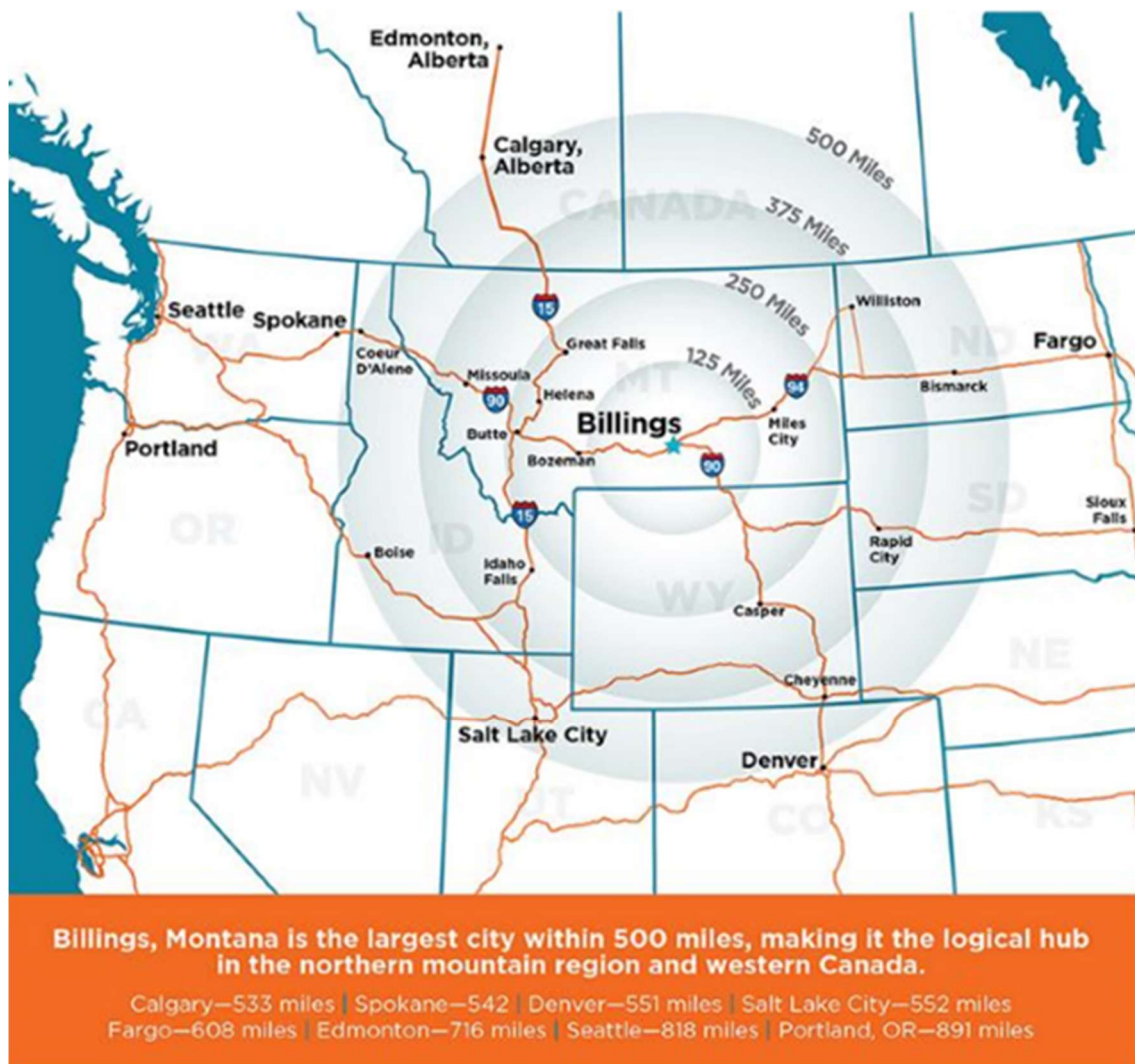 Edmonton,
Alberta
Calgary,
Alberta
500 Miles
CANADA
375 Miles
250 Miles
Williston
15
Seattle
Spokane
WA
ND
Fargo
Great Falls
Coeur
D'Alene
125 Miles
MT
Missoula
94
Bismarck
90
Helena
Billings
Miles
City
Butte
Portland
Bozeman
90
OR
ID
15
SD
Sioux
Falls
Boise
Idaho
Falls
Rapid
City
WY
Casper
NE
Cheyenne
CA
Salt Lake City
Denver
NV
UT
CO
KS
Billings, Montana is the largest city within 500 miles, making it the logical hub
in the northern mountain region and western Canada.
Calgary—533 miles | Spokane—542 | Denver—551 miles | Salt Lake City—552 miles
Fargo—608 miles | Edmonton—716 miles | Seattle—818 miles | Portland, OR—891 miles